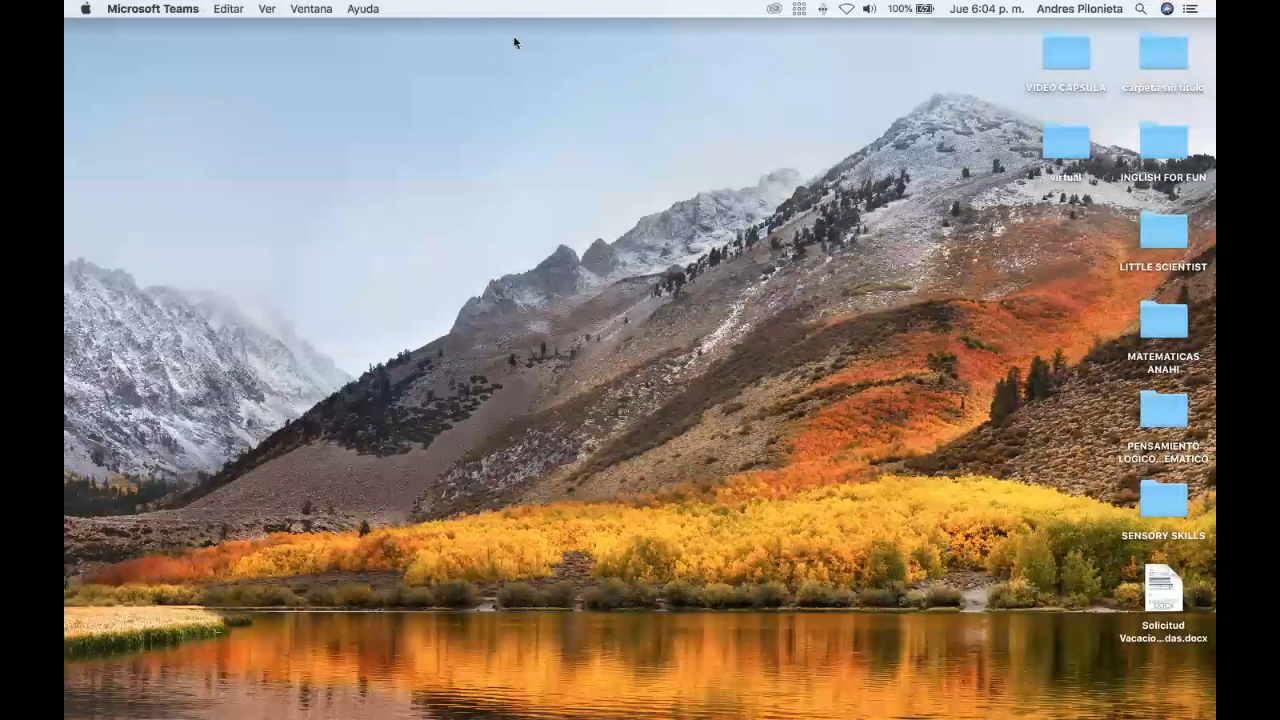 Microsoft Teams Editar Ver Ventana Ayuda 100% Jue 6:04 p. m. Andres Pilonieta
VIDEO CAPSULA
carpeta sin título
virtual
INGLISH FOR FUN
LITTLE SCIENTIST
MATEMATICAS
ANAHI
PENSAMIENTO
LOGICO...EMATICO
SENSORY SKILLS
DOCX
Solicitud
Vacacio...das.docx